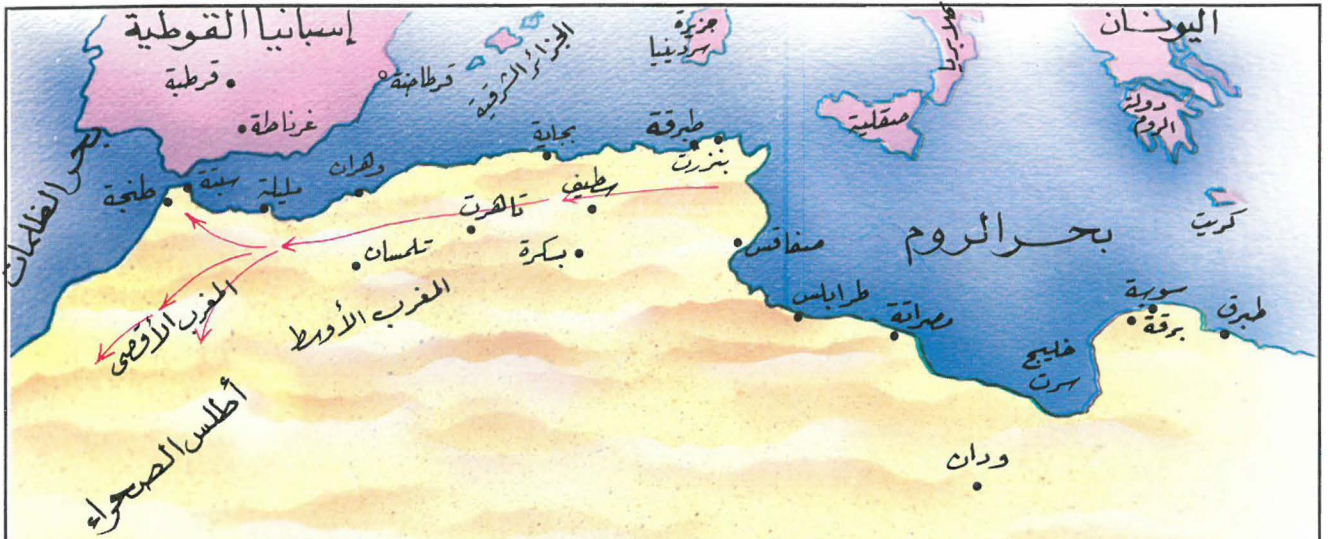 إسبانيا القوطية
قرطبة
غرناطة
قرطاجنة
الجزائر الشرقية
جزيرة
سردينيا
قلابريا
صقلية
اليونان
دولة
الروم
كريت
بحر الروم
بحر الظلمات
طنجة
سبتة
مليلة
وهران
بجاية
طبرقة
بنزرت
سطيف
تاهرت
تلمسان
بسكرة
صفاقس
طرابلس
مصراتة
خليج
سرت
سوسة
برقة
طبرق
المغرب الأوسط
المغرب الأقصى
أطلس الصحراء
ودان